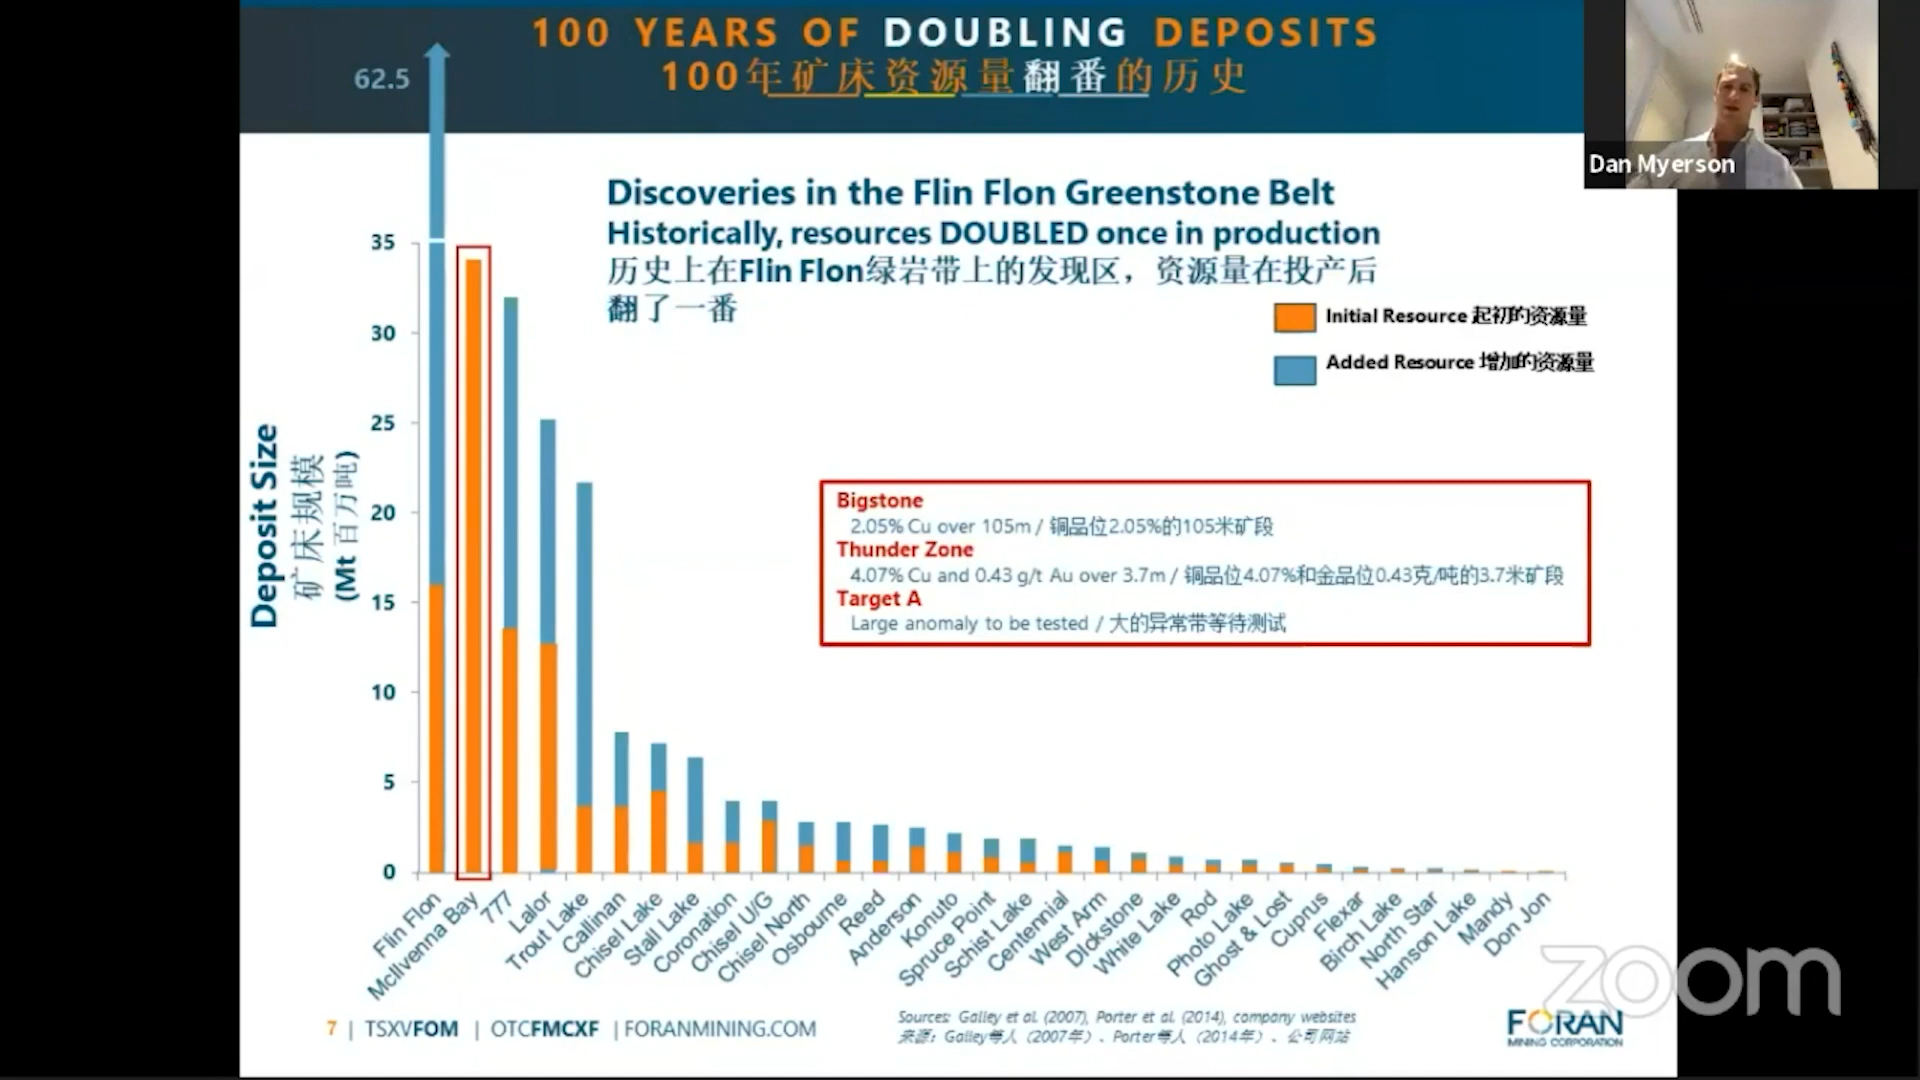 100 YEARS OF DOUBLING DEPOSITS
100年矿床资源量翻番的历史
Dan Myerson
62.5
Discoveries in the Flin Flon Greenstone Belt
Historically, resources DOUBLED once in production
历史上在Flin Flon绿岩带上的发现区，资源量在投产后
翻了一番
Initial Resource 起初的资源量
Added Resource 增加的资源量
Deposit Size
矿床规模
(Mt 百万吨)
35
30
25
20
15
10
5
0
Bigstone
2.05% Cu over 105m / 铜品位2.05%的105米矿段
Thunder Zone
4.07% Cu and 0.43 g/t Au over 3.7m / 铜品位4.07%和金品位0.43克/吨的3.7米矿段
Target A
Large anomaly to be tested / 大的异常带等待测试
Flin Flon
McIlvenna Bay
777
Lalor
Trout Lake
Callinan
Chisel Lake
Stall Lake
Coronation
Chisel U/G
Chisel North
Osbourne
Reed
Anderson
Konuto
Spruce Point
Schist Lake
Centennial
West Arm
DIckstone
White Lake
Rod
Photo Lake
Ghost & Lost
Cuprus
Flexar
Birch Lake
North Star
Hanson Lake
Mandy
Don Jon
7 | TSXVFOM | OTCFMCXF | FORANMINING.COM
Sources: Galley et al. (2007), Porter et al. (2014), company websites
来源：Galley等人（2007年）、Porter等人（2014年）、公司网站
FORAN
MINING CORPORATION
zoom